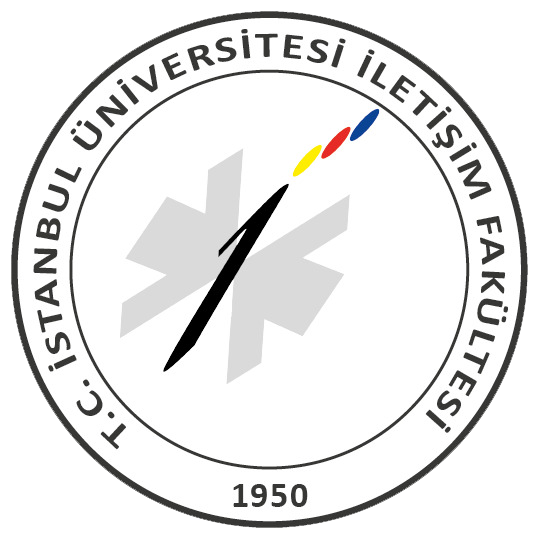 T.C. İSTANBUL ÜNİVERSİTESİ İLETİŞİM FAKÜLTESİ
1950